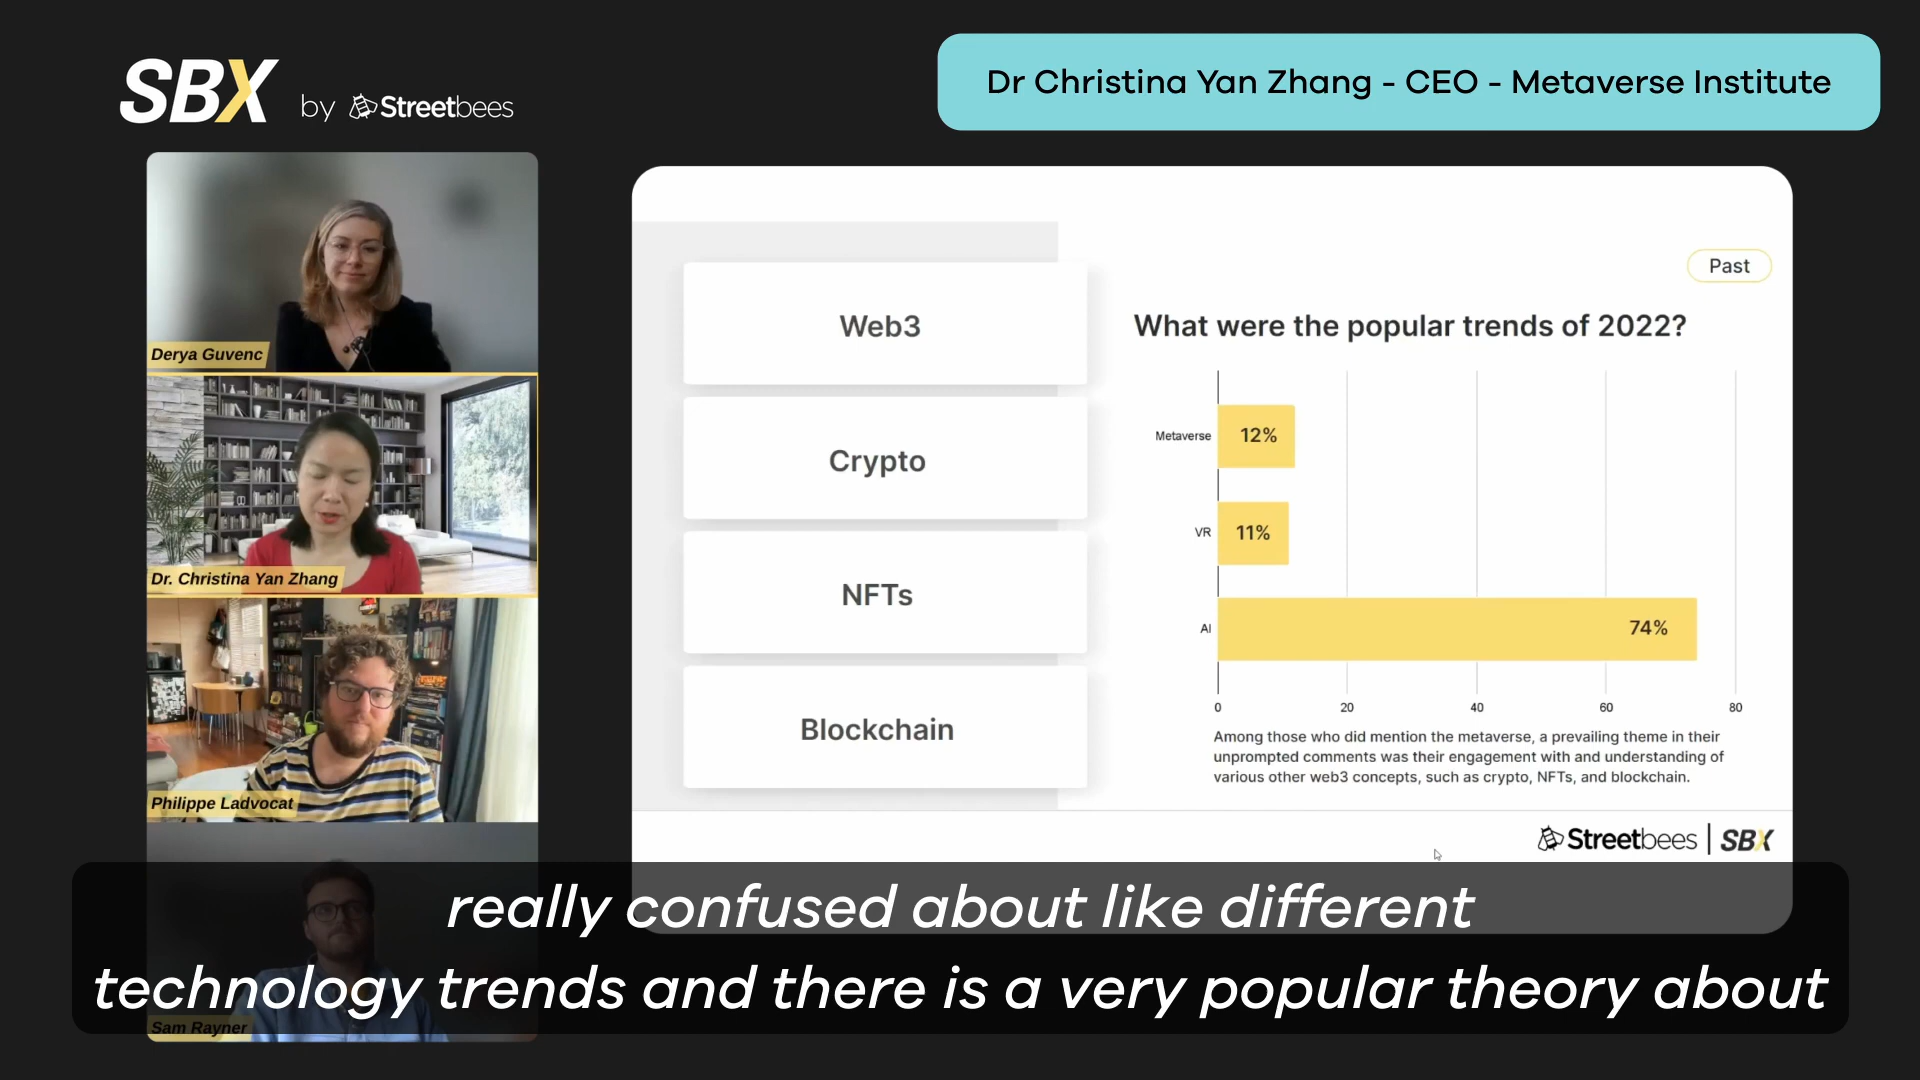 SBX by Streetbees
Dr Christina Yan Zhang - CEO - Metaverse Institute
Derya Guvenc
Dr. Christina Yan Zhang
Philippe Ladvocat
Sam Rayner
Web3
Crypto
NFTs
Blockchain
Past
What were the popular trends of 2022?
Metaverse 12%
VR 11%
AI 74%
0 20 40 60 80
Among those who did mention the metaverse, a prevailing theme in their
unprompted comments was their engagement with and understanding of
various other web3 concepts, such as crypto, NFTs, and blockchain.
Streetbees | SBX
really confused about like different
technology trends and there is a very popular theory about